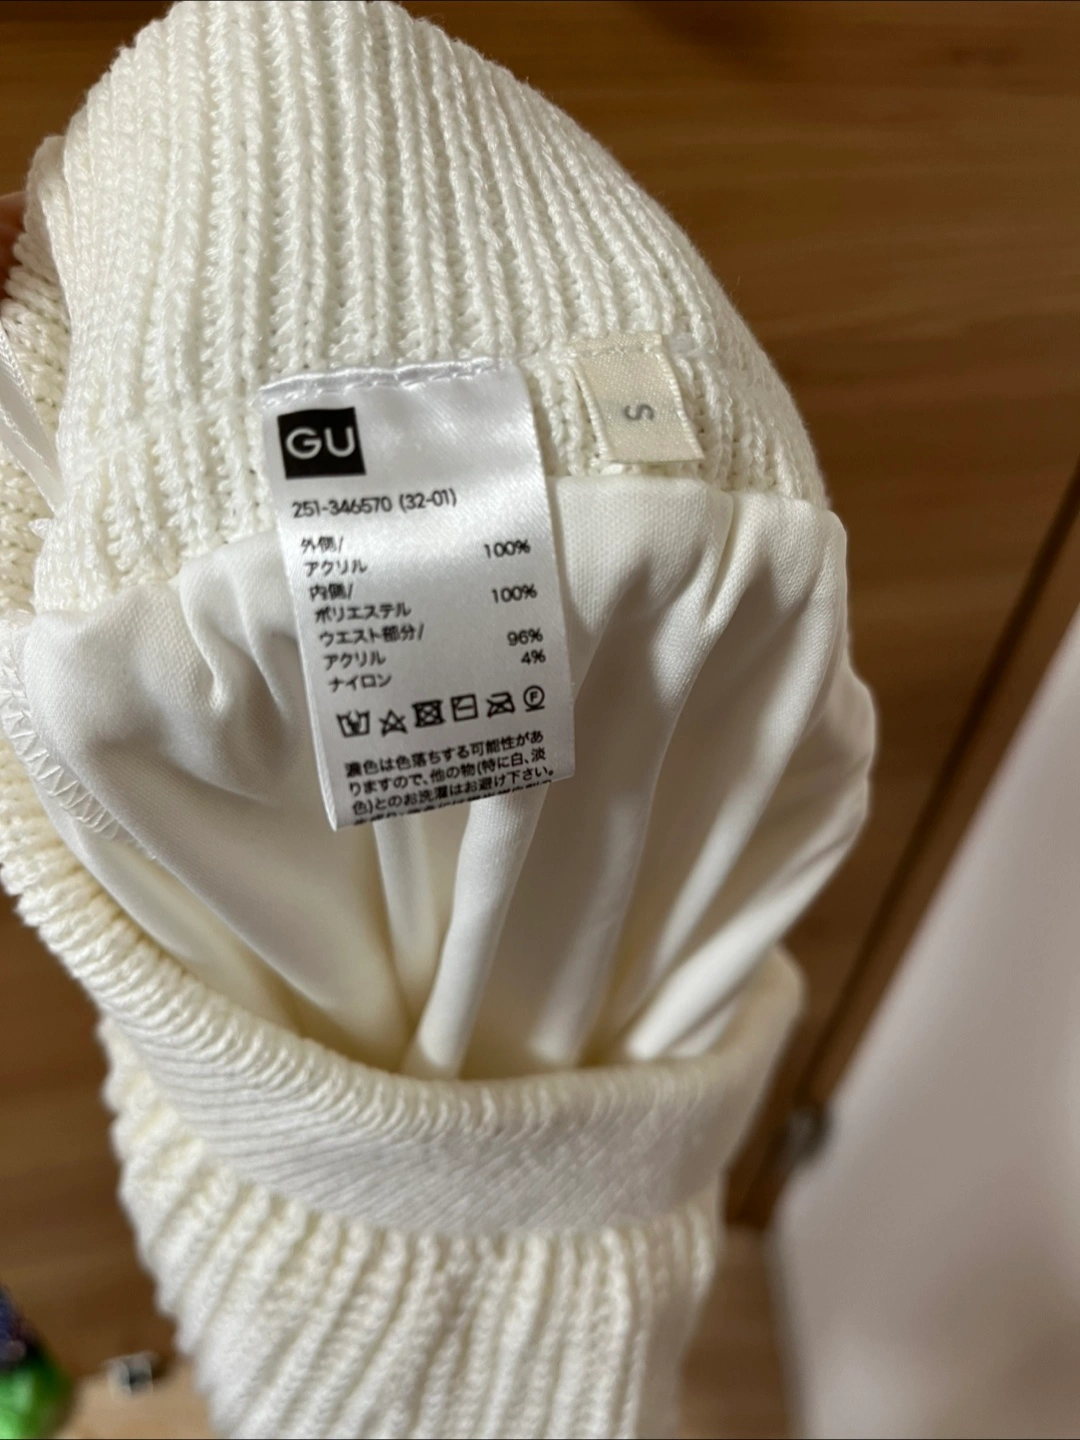 GU
S
251-346570 (32-01)
外側/
アクリル 100%
内側/
ポリエステル 100%
ウエスト部分/
アクリル 96%
ナイロン 4%
F
濃色は色落ちする可能性があ
りますので、他の物(特に白、淡
色)とのお洗濯はお避け下さい。